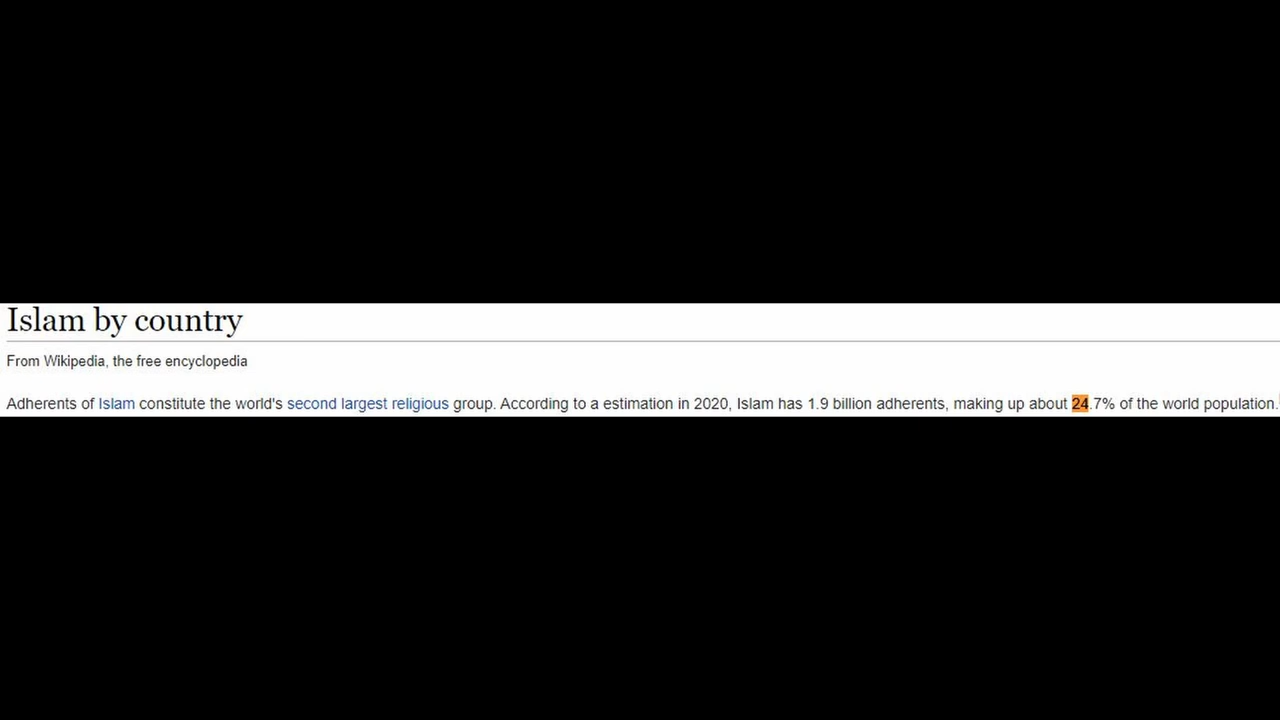 Islam by country
From Wikipedia, the free encyclopedia
Adherents of Islam constitute the world's second largest religious group. According to a estimation in 2020, Islam has 1.9 billion adherents, making up about 24.7% of the world population.